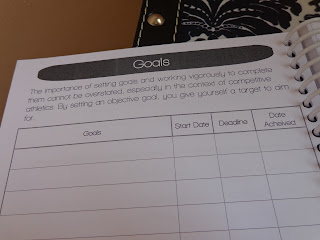 Goals
The importance of setting goals and working vigorously to complete
them cannot be overstated, especially in the context of competitive
athletics. By setting an objective goal, you give yourself a target to aim
for.
Goals Start Date Deadline Date Achieved